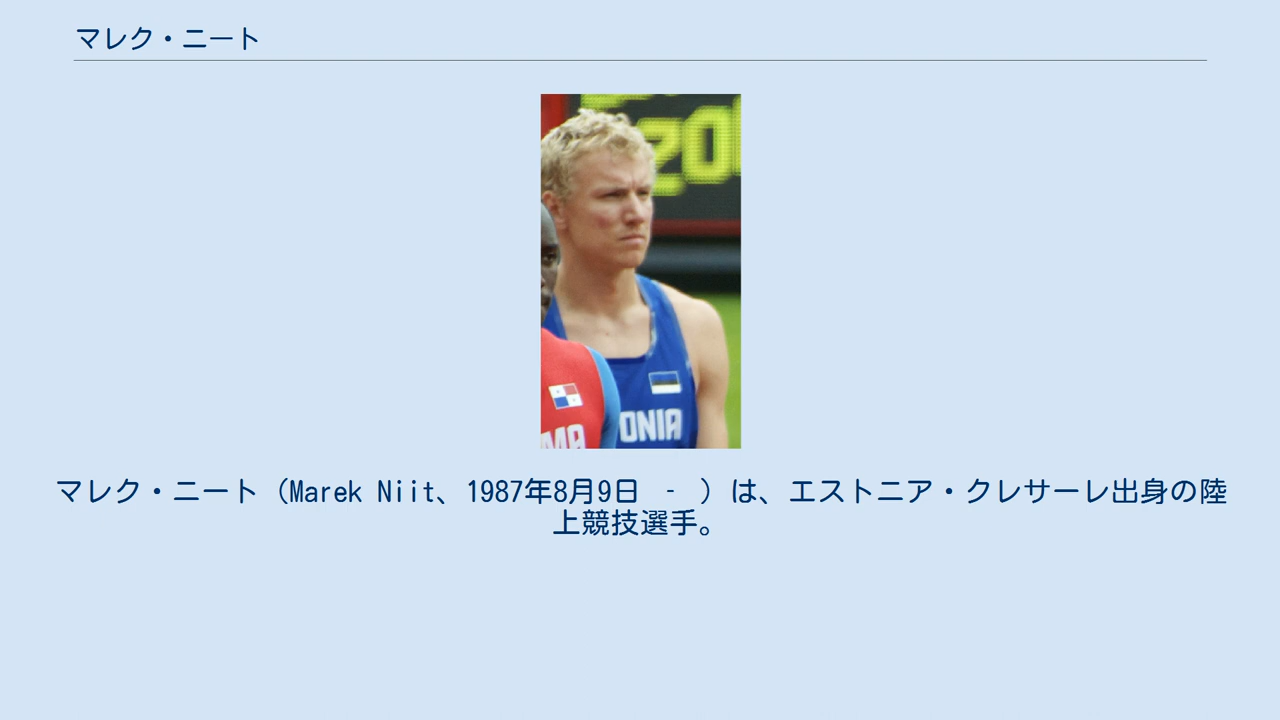 マレク・ニート
ONIA
MA
マレク・ニート（Marek Niit、1987年8月9日 - ）は、エストニア・クレサーレ出身の陸
上競技選手。